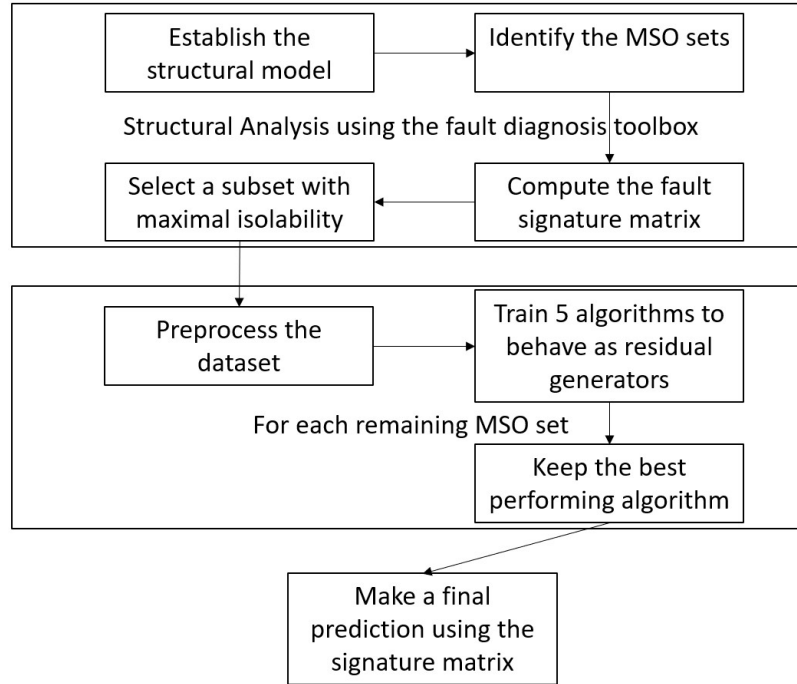 Establish the
structural model
Identify the MSO sets
Structural Analysis using the fault diagnosis toolbox
Select a subset with
maximal isolability
Compute the fault
signature matrix
Preprocess the
dataset
Train 5 algorithms to
behave as residual
generators
For each remaining MSO set
Keep the best
performing algorithm
Make a final
prediction using the
signature matrix